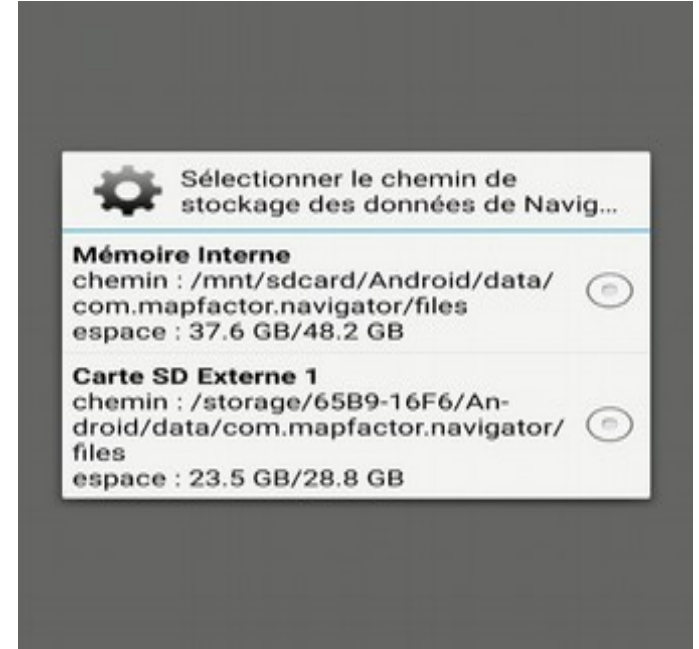 Sélectionner le chemin de
stockage des données de Navig...
Mémoire Interne
chemin : /mnt/sdcard/Android/data/
com.mapfactor.navigator/files
espace : 37.6 GB/48.2 GB
Carte SD Externe 1
chemin : /storage/65B9-16F6/An-
droid/data/com.mapfactor.navigator/
files
espace : 23.5 GB/28.8 GB